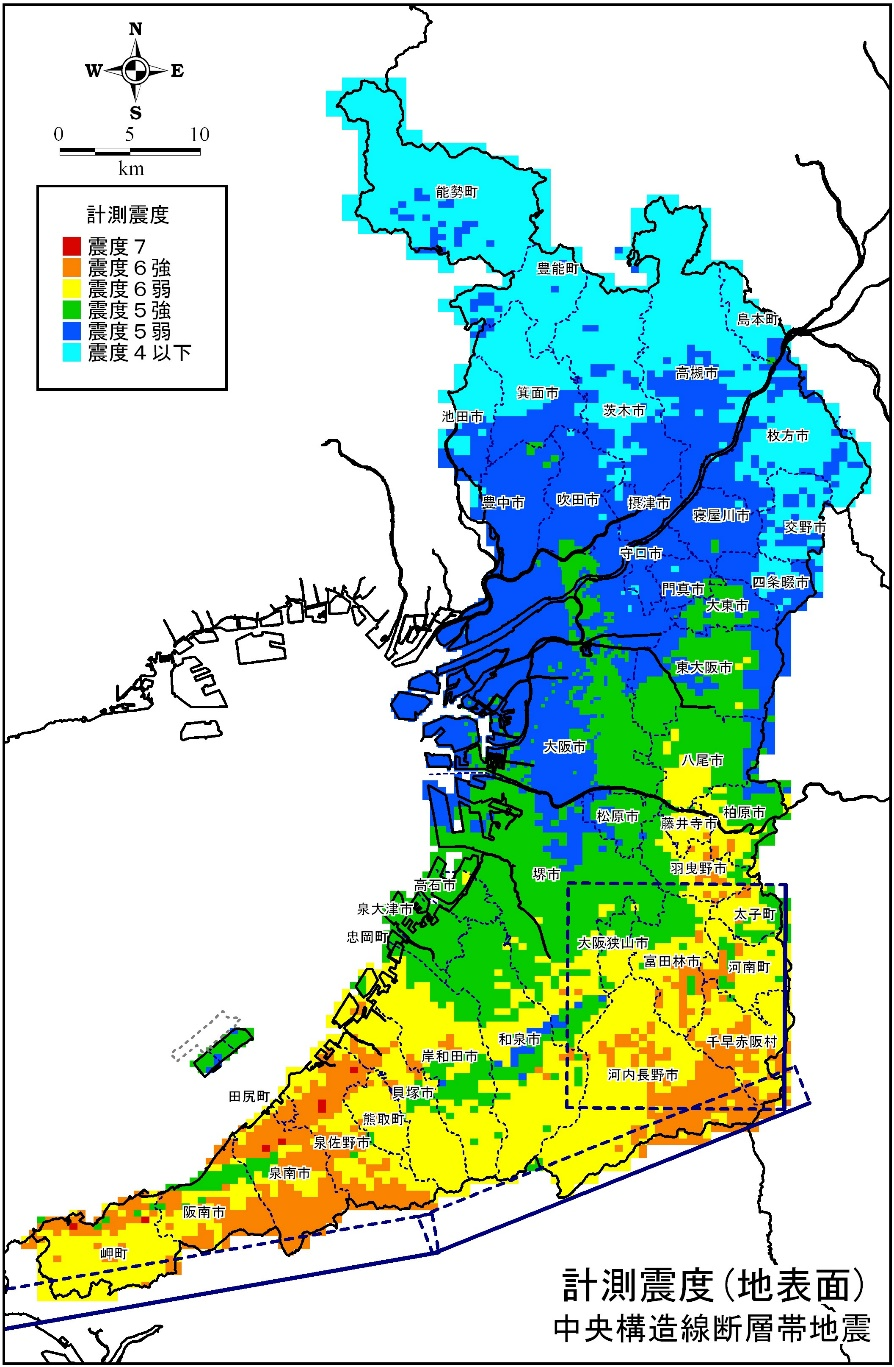 N
W E
S
0 5 10
km
計測震度
震度７
震度６強
震度６弱
震度５強
震度５弱
震度４以下
能勢町
豊能町
島本町
高槻市
箕面市
茨木市
池田市
枚方市
豊中市
吹田市
摂津市
寝屋川市
交野市
守口市
門真市
四条畷市
大東市
東大阪市
大阪市
八尾市
松原市
藤井寺市
柏原市
羽曳野市
堺市
高石市
泉大津市
太子町
忠岡町
大阪狭山市
富田林市
河南町
和泉市
千早赤阪村
岸和田市
河内長野市
貝塚市
田尻町
熊取町
泉佐野市
泉南市
阪南市
岬町
計測震度（地表面）
中央構造線断層帯地震